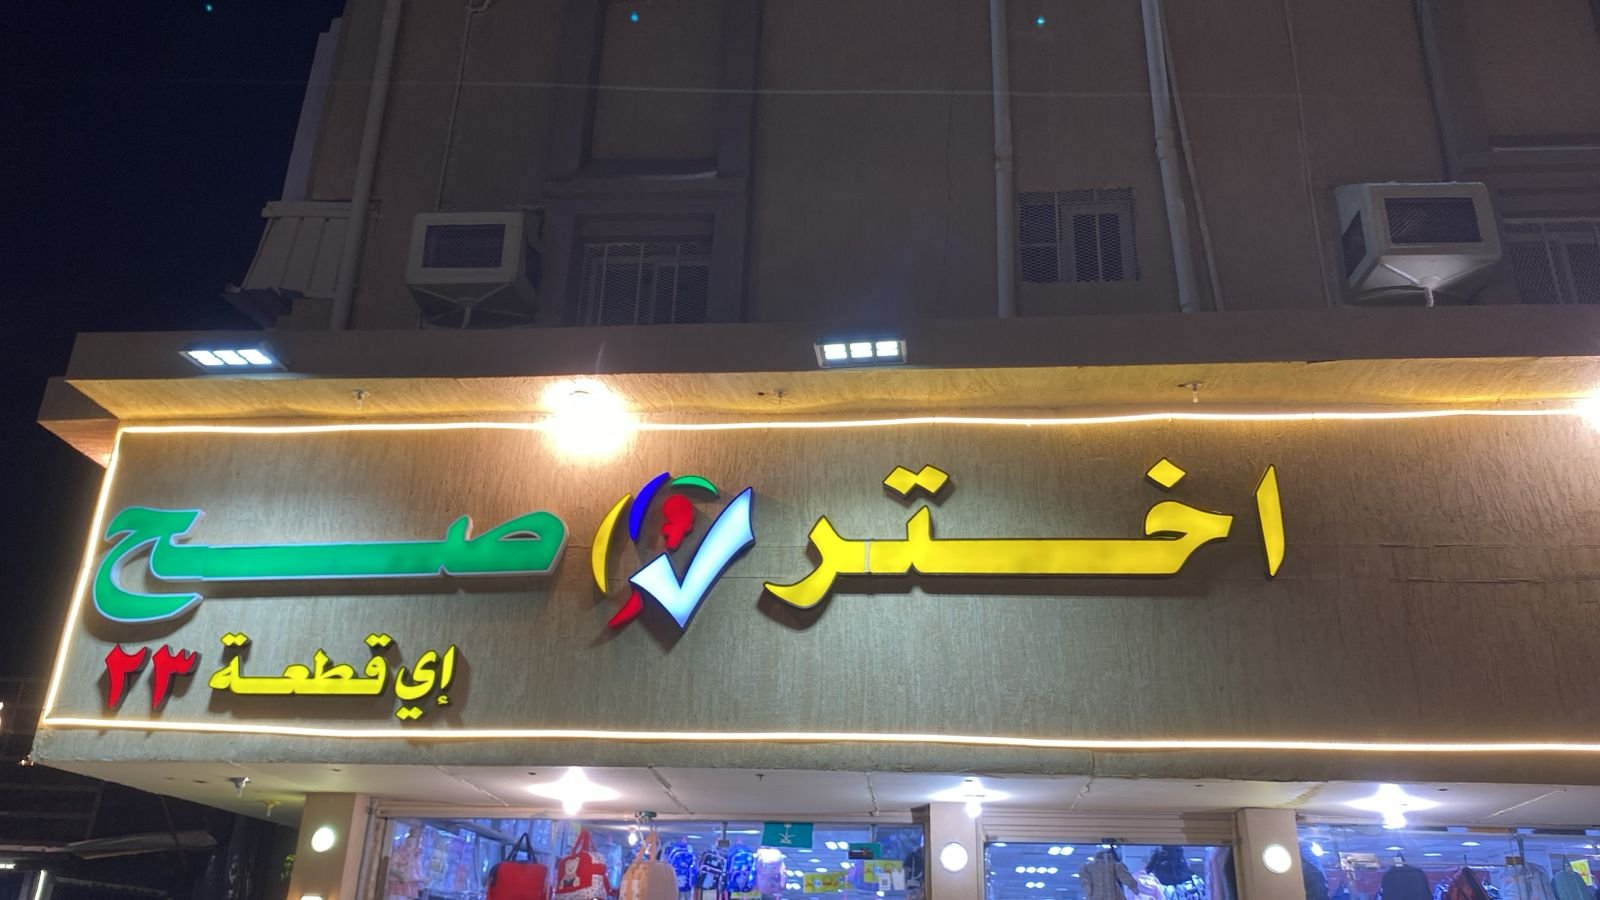 اختر صح
إي قطعة ٢٣